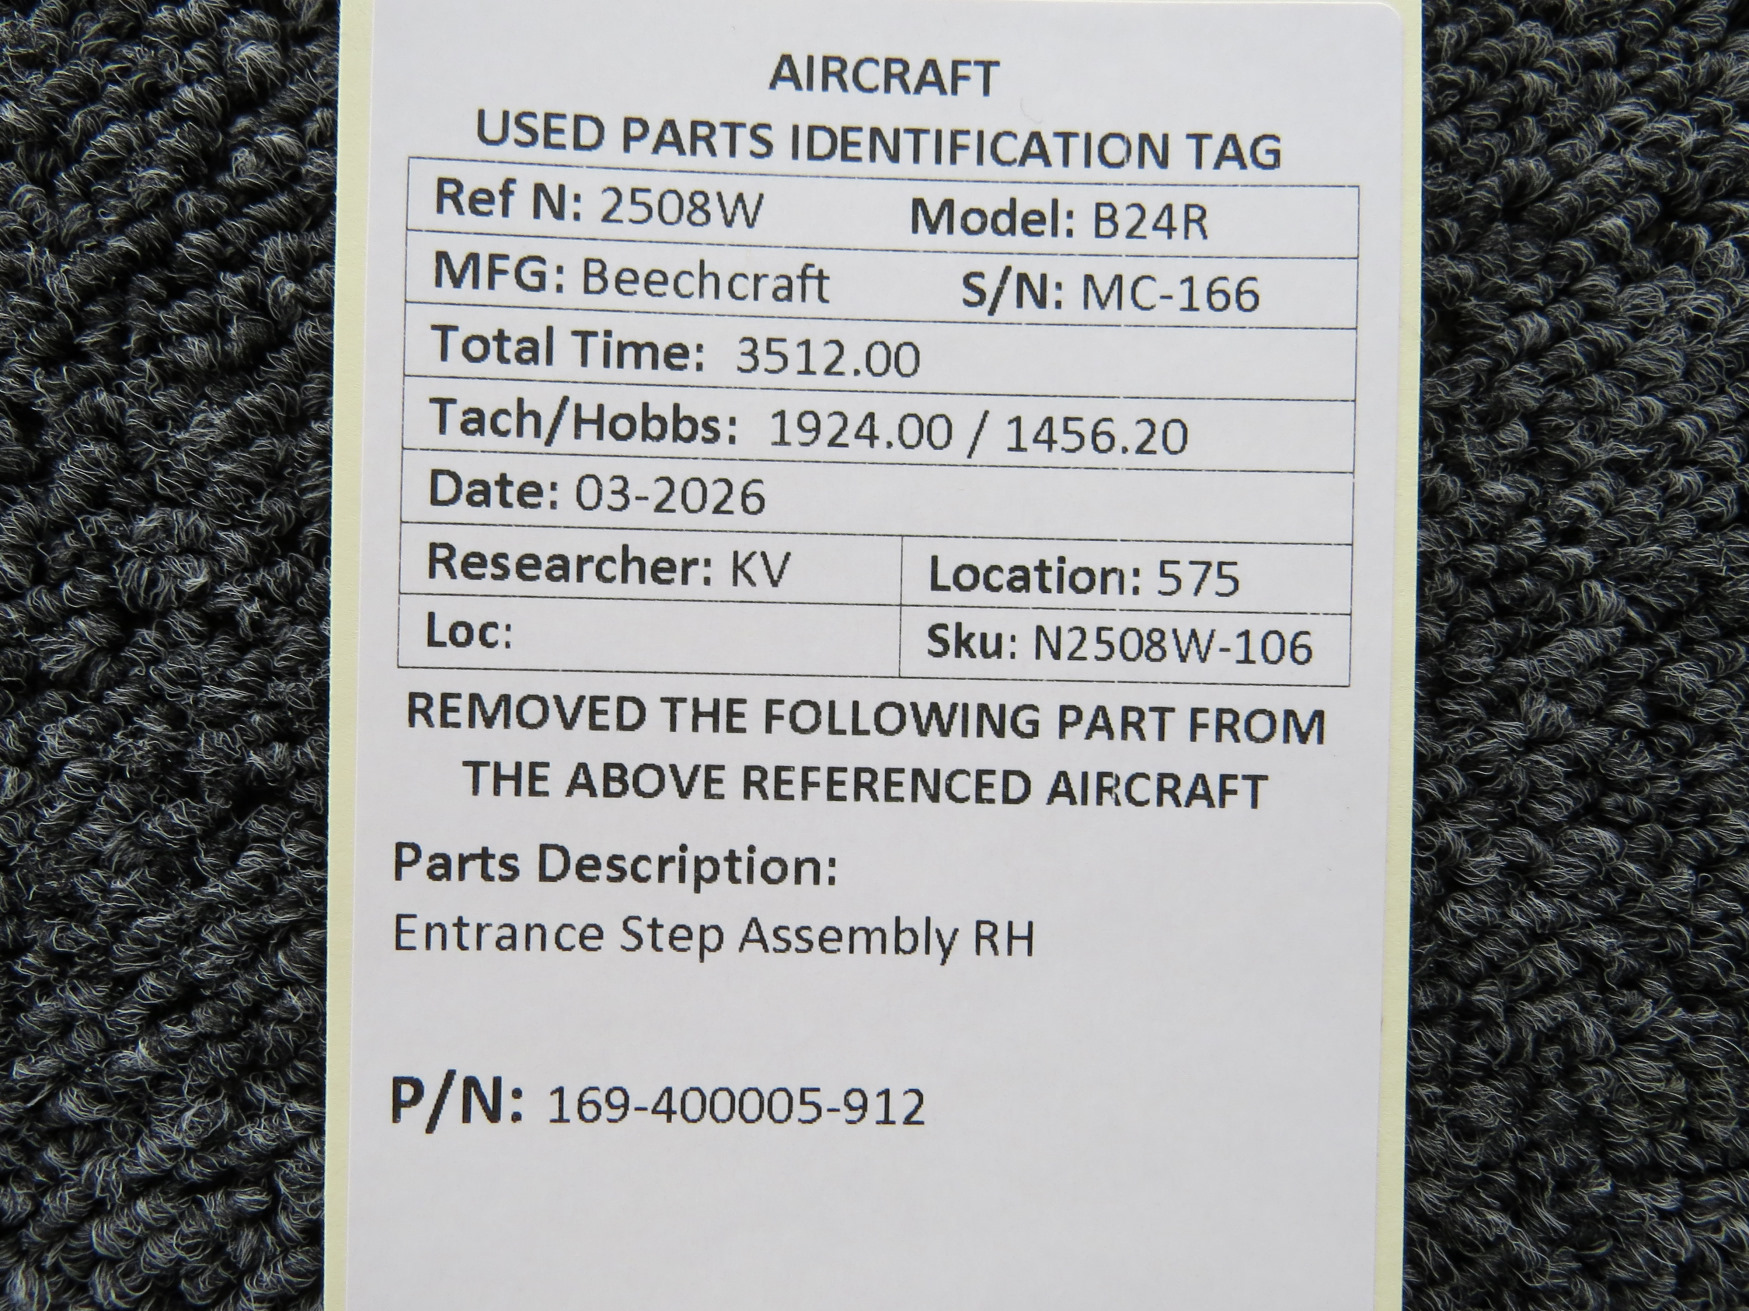 AIRCRAFT
USED PARTS IDENTIFICATION TAG
Ref N: 2508W Model: B24R
MFG: Beechcraft S/N: MC-166
Total Time: 3512.00
Tach/Hobbs: 1924.00 / 1456.20
Date: 03-2026
Researcher: KV Location: 575
Loc: Sku: N2508W-106
REMOVED THE FOLLOWING PART FROM
THE ABOVE REFERENCED AIRCRAFT
Parts Description:
Entrance Step Assembly RH
P/N: 169-400005-912